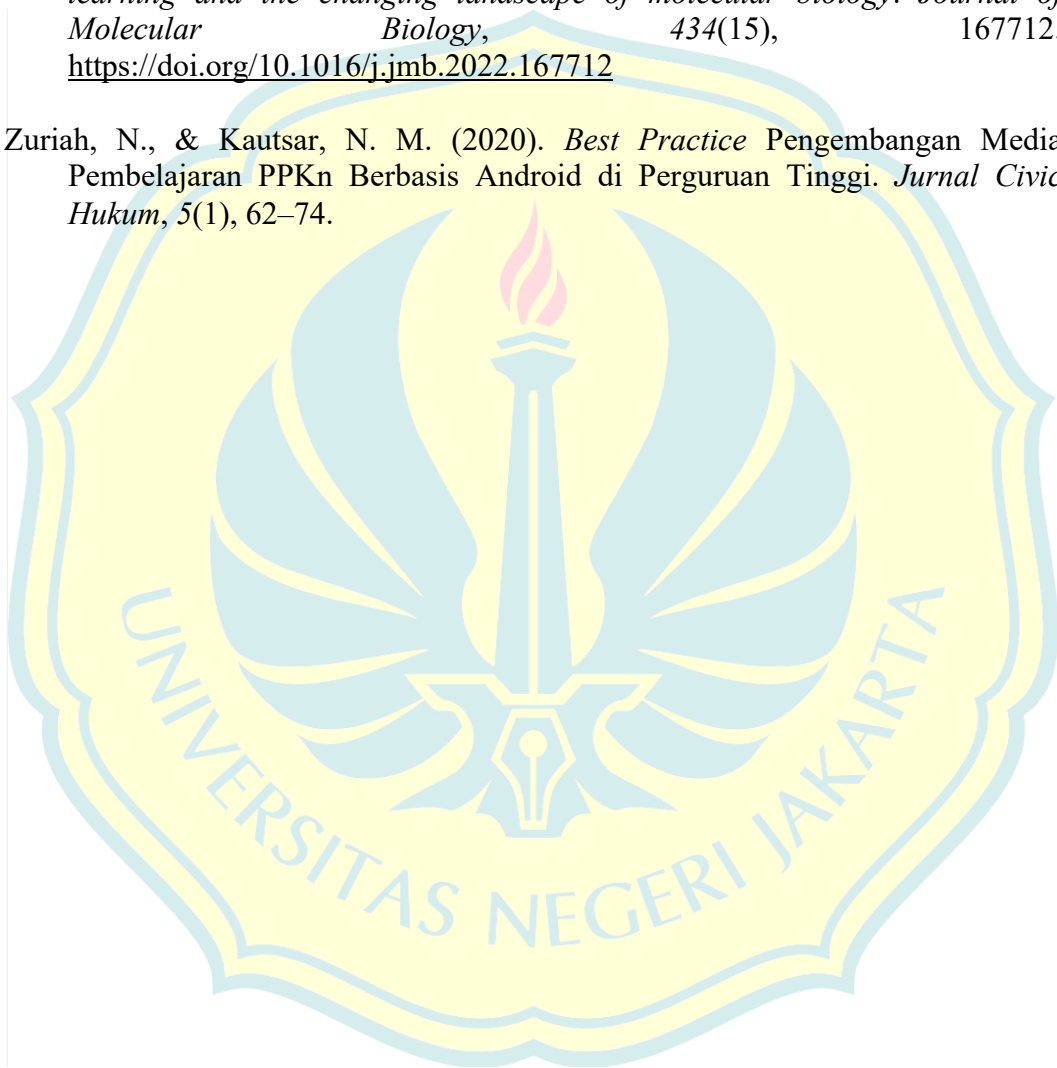 learning and the changing landscape of molecular biology. Journal of
Molecular Biology, 434(15), 167712.
https://doi.org/10.1016/j.jmb.2022.167712
Zuriah, N., & Kautsar, N. M. (2020). Best Practice Pengembangan Media
Pembelajaran PPKn Berbasis Android di Perguruan Tinggi. Jurnal Civic
Hukum, 5(1), 62–74.
UNIVERSITAS NEGERI JAKARTA